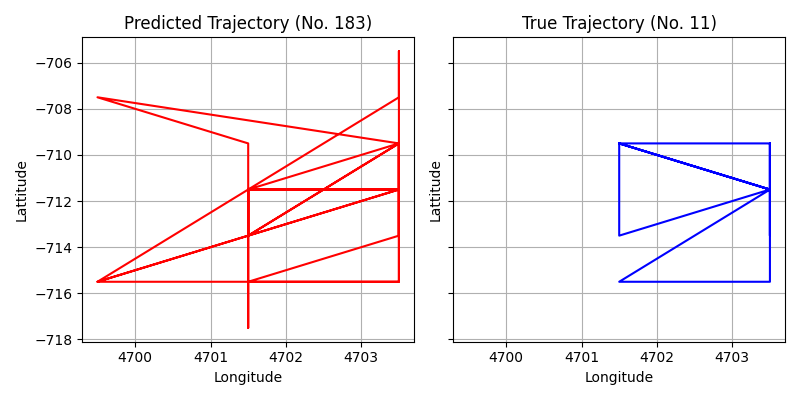 Predicted Trajectory (No. 183)
True Trajectory (No. 11)
Lattitude
−706
−708
−710
−712
−714
−716
−718
4700
4701
4702
4703
Longitude
Lattitude
4700
4701
4702
4703
Longitude